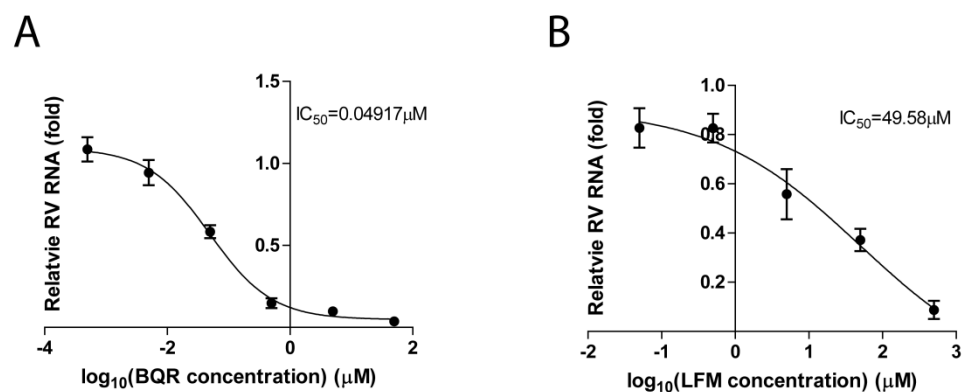 A
Relatvie RV RNA (fold)
1.5
1.0
0.5
IC50=0.04917μM
-4
-2
0
2
log10(BQR concentration) (μM)
B
Relatvie RV RNA (fold)
1.0
0.8
0.6
0.4
0.2
IC50=49.58μM
-2
-1
0
1
2
3
log10(LFM concentration) (μM)